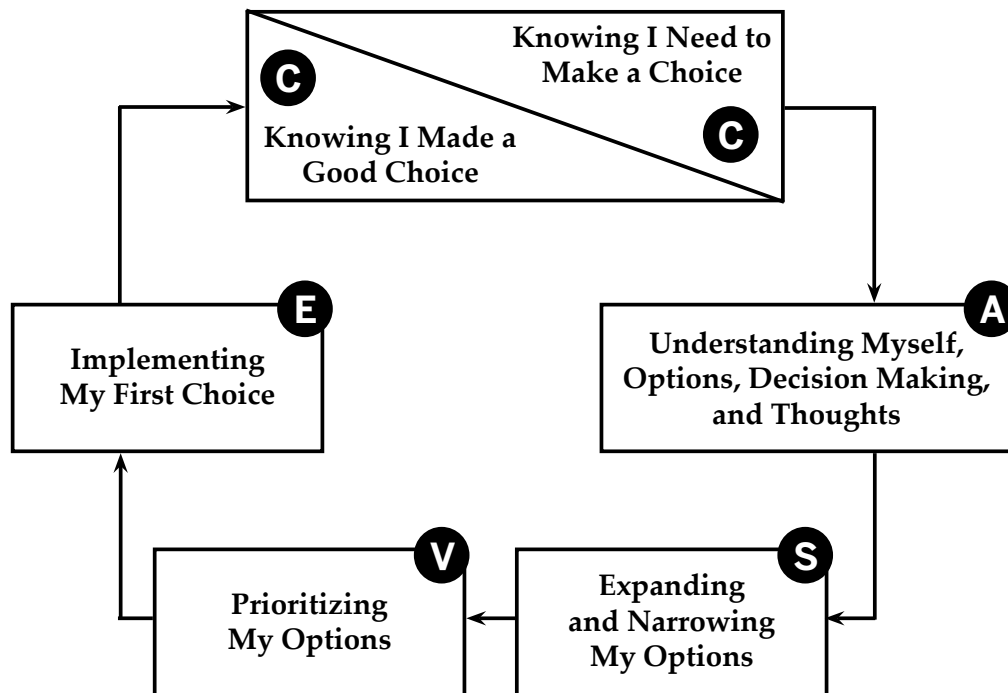 Knowing I Need to
Make a Choice
C
C
Knowing I Made a
Good Choice
E
Implementing
My First Choice
A
Understanding Myself,
Options, Decision Making,
and Thoughts
V
Prioritizing
My Options
S
Expanding
and Narrowing
My Options